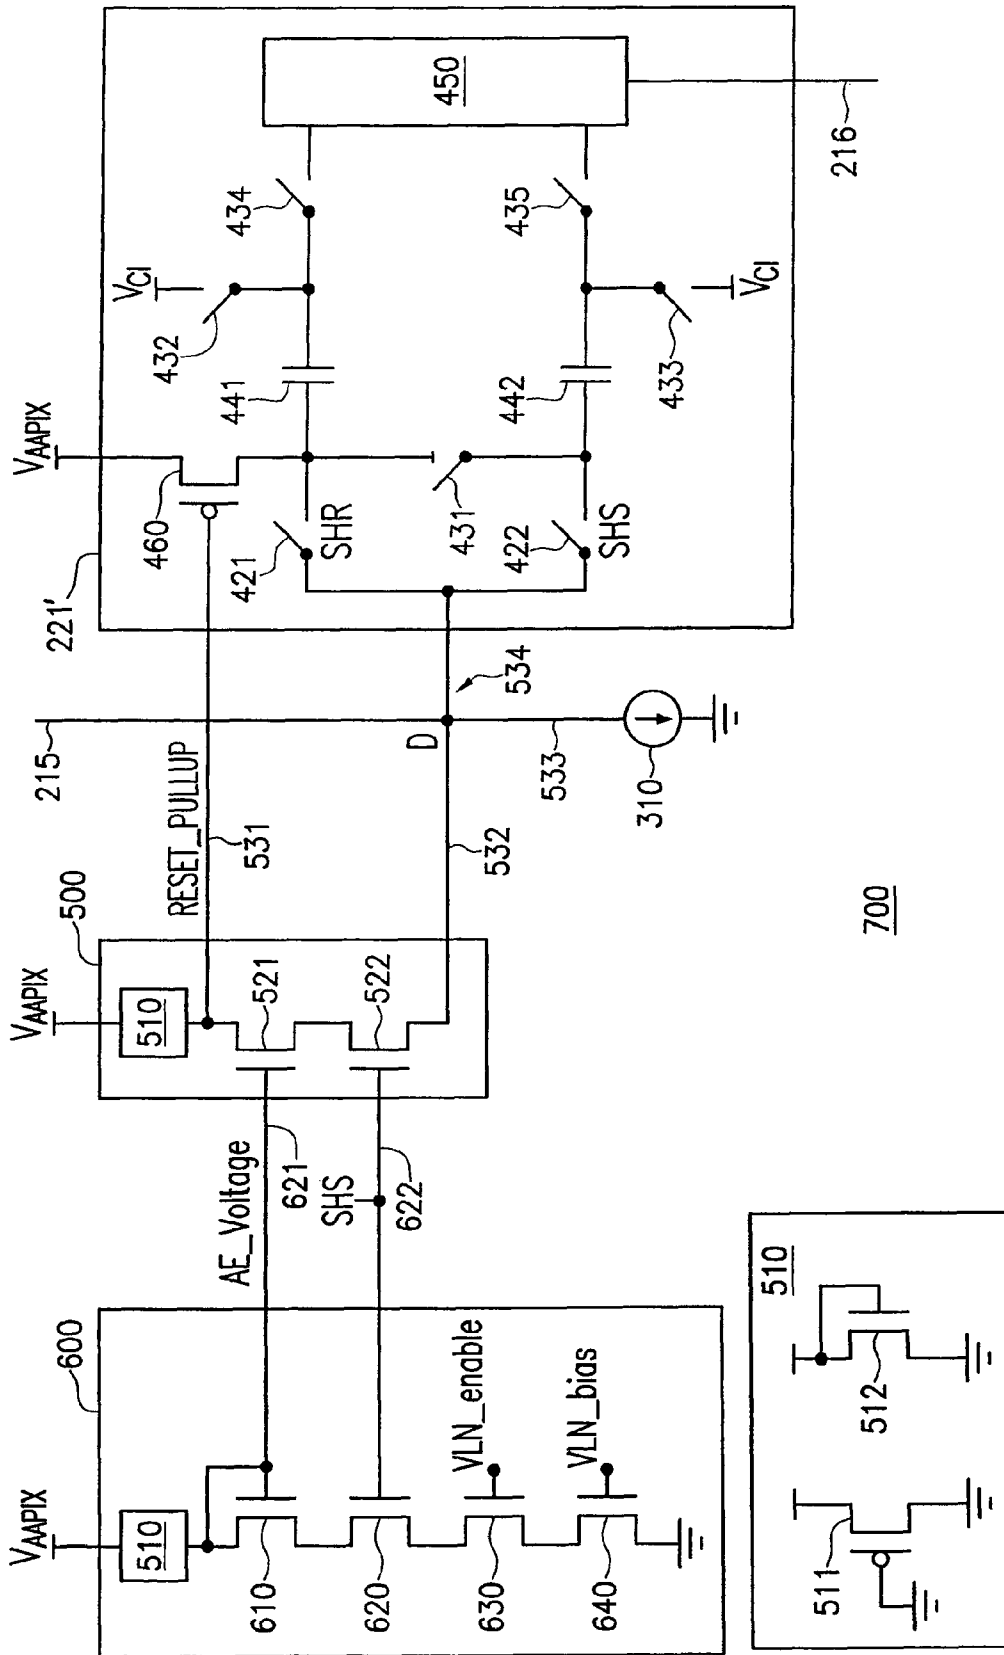 V_AAPIX
510
600
610
620
630
640
VLN_enable
VLN_bias
AE_Voltage
621
SHS
622
V_AAPIX
510
500
521
522
RESET_PULLUP
531
532
215
D
533
534
310
221'
V_AAPIX
460
421
SHR
431
422
SHS
441
442
V_CI
432
433
V_CI
434
435
450
216
510
511
512
700